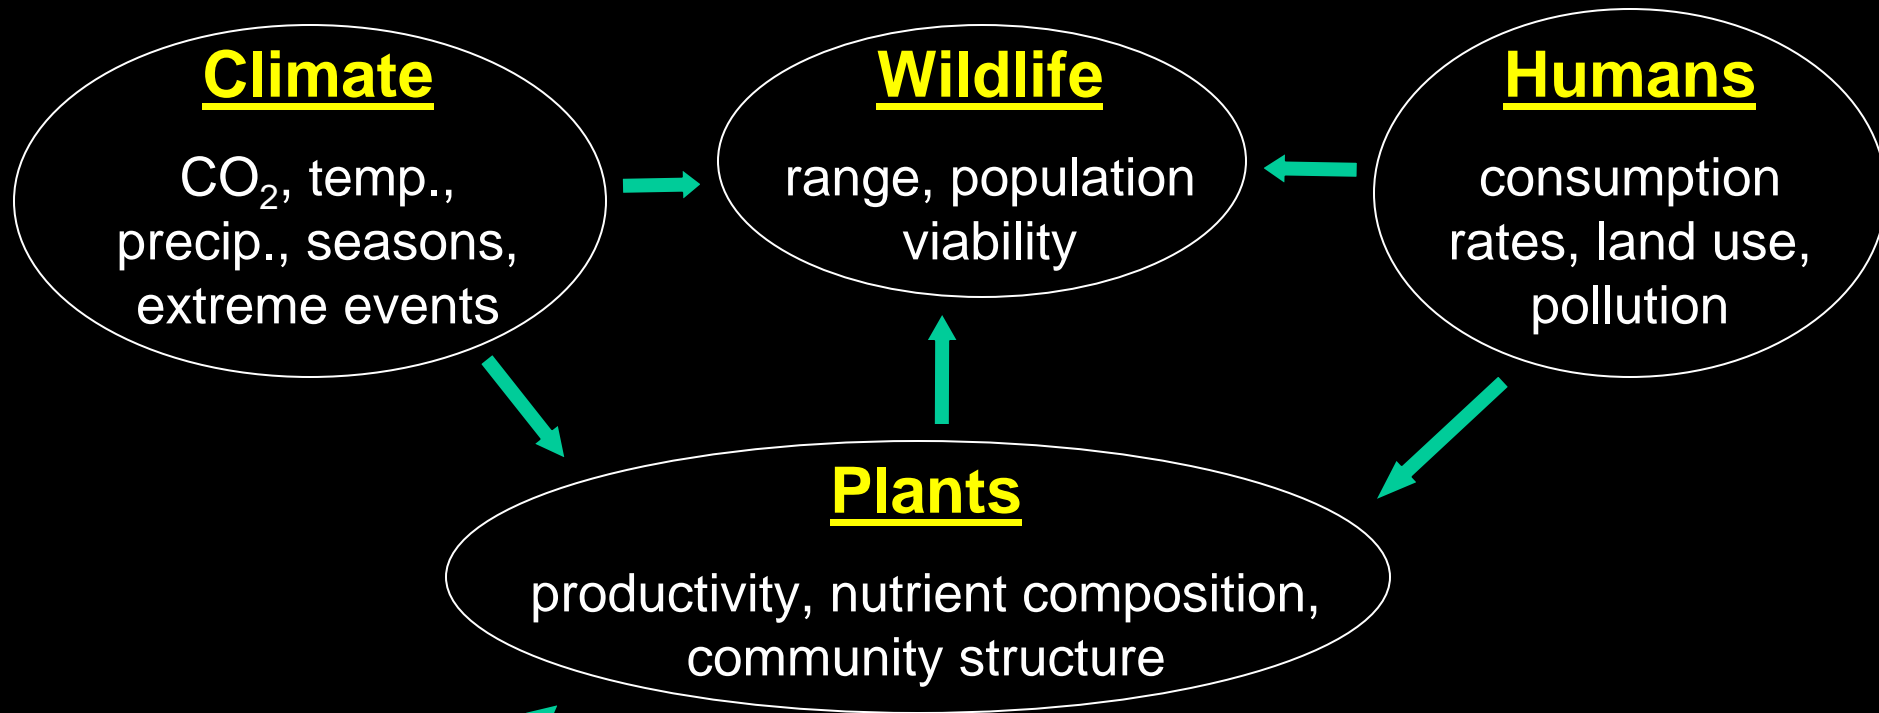 Climate
CO₂, temp.,
precip., seasons,
extreme events
Wildlife
range, population
viability
Humans
consumption
rates, land use,
pollution
Plants
productivity, nutrient composition,
community structure